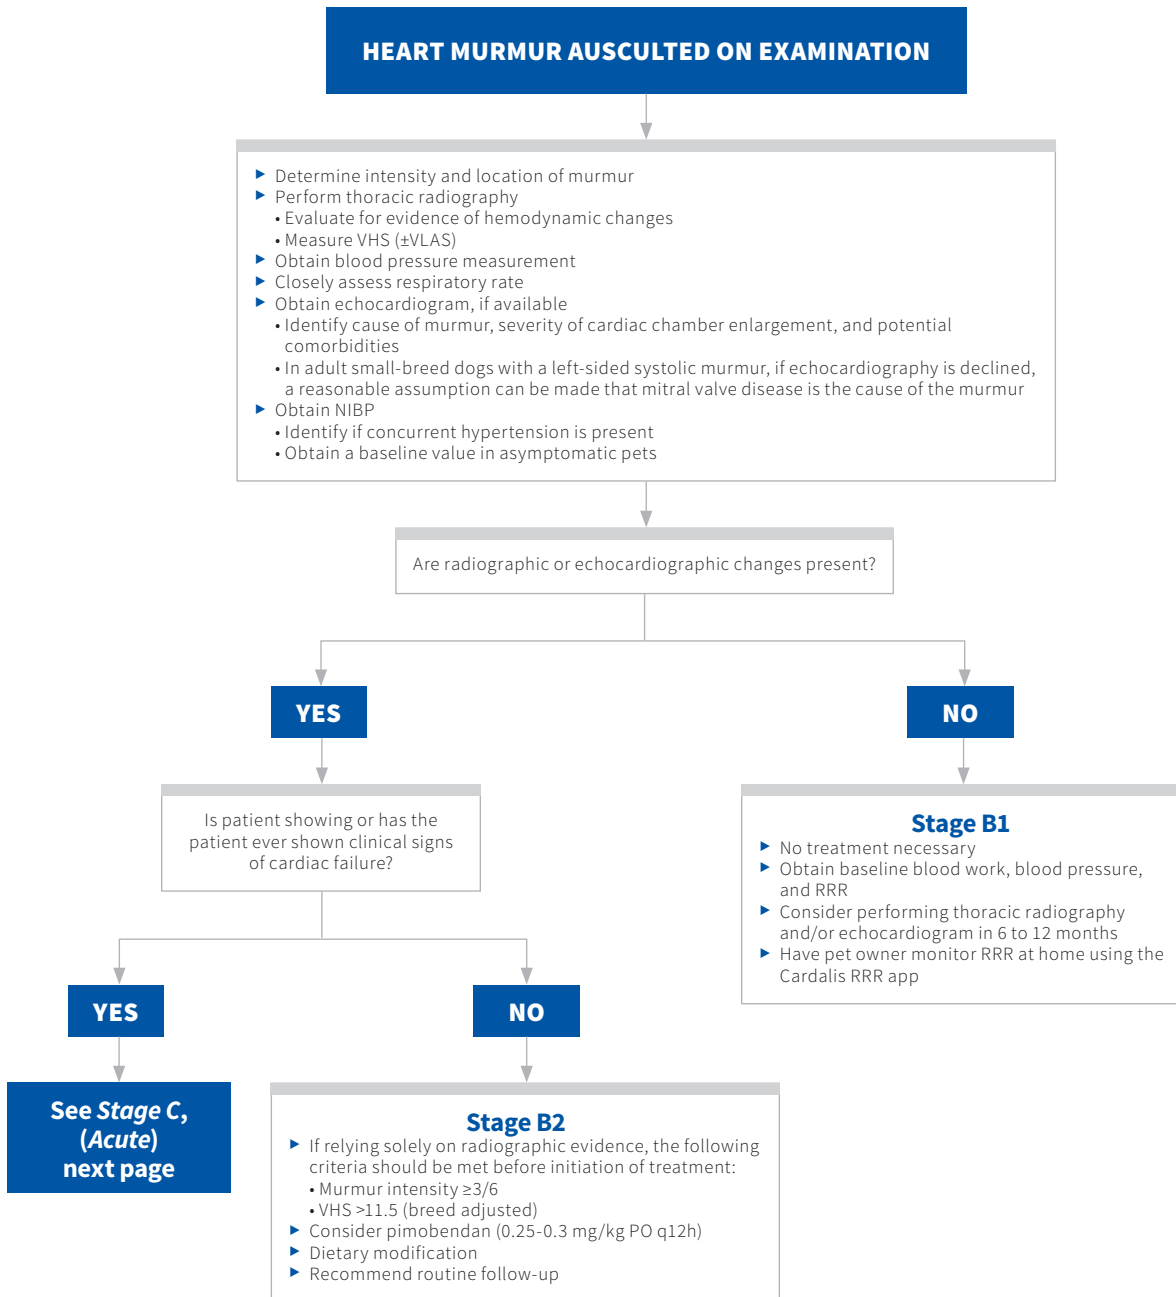 HEART MURMUR AUSCULTED ON EXAMINATION
► Determine intensity and location of murmur
► Perform thoracic radiography
• Evaluate for evidence of hemodynamic changes
• Measure VHS (±VLAS)
► Obtain blood pressure measurement
► Closely assess respiratory rate
► Obtain echocardiogram, if available
• Identify cause of murmur, severity of cardiac chamber enlargement, and potential
comorbidities
• In adult small-breed dogs with a left-sided systolic murmur, if echocardiography is declined,
a reasonable assumption can be made that mitral valve disease is the cause of the murmur
► Obtain NIBP
• Identify if concurrent hypertension is present
• Obtain a baseline value in asymptomatic pets
Are radiographic or echocardiographic changes present?
YES
NO
Is patient showing or has the
patient ever shown clinical signs
of cardiac failure?
Stage B1
► No treatment necessary
► Obtain baseline blood work, blood pressure,
and RRR
► Consider performing thoracic radiography
and/or echocardiogram in 6 to 12 months
► Have pet owner monitor RRR at home using the
Cardalis RRR app
YES
NO
See Stage C,
(Acute)
next page
Stage B2
► If relying solely on radiographic evidence, the following
criteria should be met before initiation of treatment:
• Murmur intensity ≥3/6
• VHS >11.5 (breed adjusted)
► Consider pimobendan (0.25-0.3 mg/kg PO q12h)
► Dietary modification
► Recommend routine follow-up